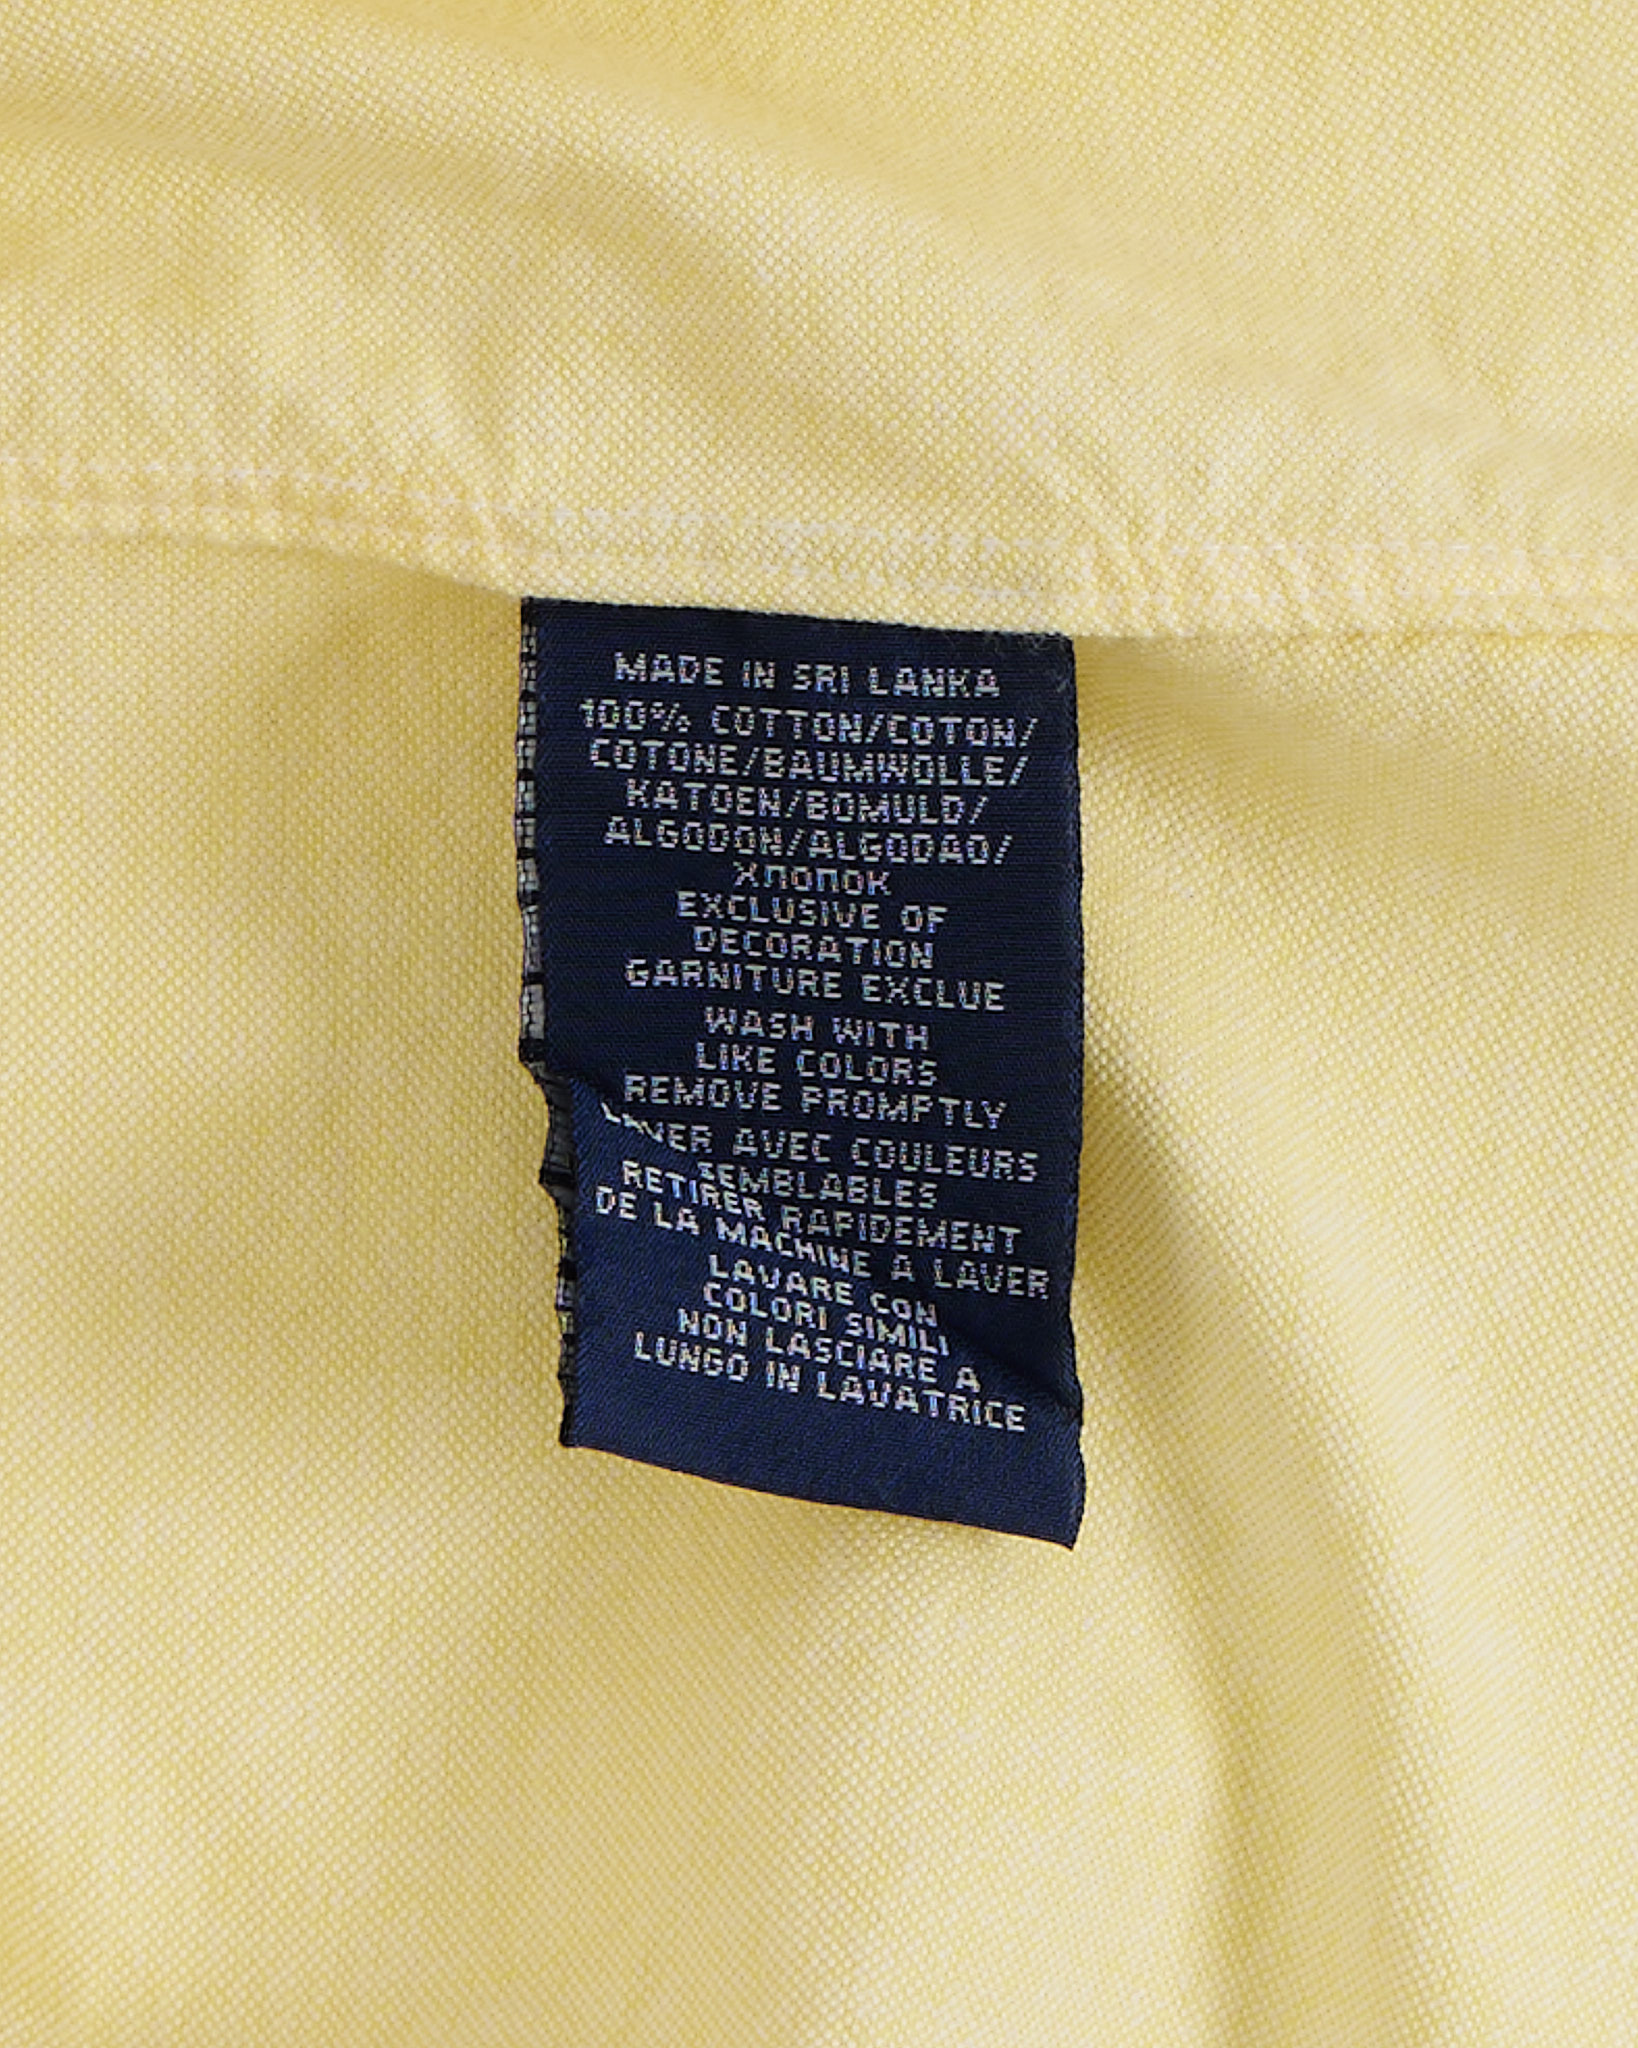 MADE IN SRI LANKA
100% COTTON/COTON/
COTONE/BAUMWOLLE/
KATOEN/BOMULD/
ALGODON/ALGODAO/
ХЛОПОК
EXCLUSIVE OF
DECORATION
GARNITURE EXCLUE
WASH WITH
LIKE COLORS
REMOVE PROMPTLY
LAVER AVEC COULEURS
SEMBLABLES
RETIRER RAPIDEMENT
DE LA MACHINE A LAVER
LAVARE CON
COLORI SIMILI
NON LASCIARE A
LUNGO IN LAVATRICE